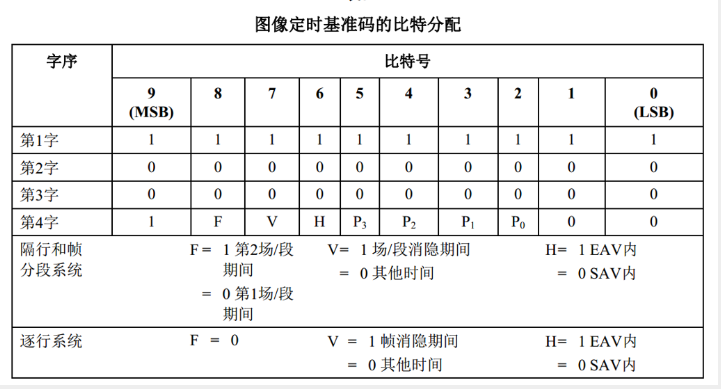 图像定时基准码的比特分配
字序 比特号
9 (MSB) 8 7 6 5 4 3 2 1 0 (LSB)
第1字 1 1 1 1 1 1 1 1 1 1
第2字 0 0 0 0 0 0 0 0 0 0
第3字 0 0 0 0 0 0 0 0 0 0
第4字 1 F V H P3 P2 P1 P0 0 0
隔行和帧 F = 1 第2场/段 V= 1 场/段消隐期间 H= 1 EAV内
分段系统 期间 = 0 其他时间 = 0 SAV内
= 0 第1场/段
期间
逐行系统 F = 0 V = 1 帧消隐期间 H= 1 EAV内
= 0 其他时间 = 0 SAV内